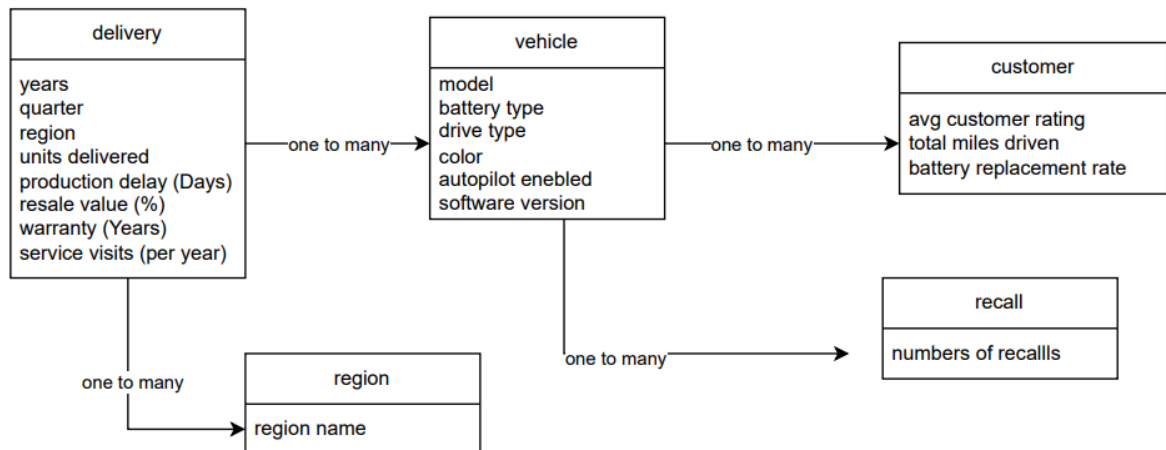 delivery
years
quarter
region
units delivered
production delay (Days)
resale value (%)
warranty (Years)
service visits (per year)
one to many
vehicle
model
battery type
drive type
color
autopilot enebled
software version
one to many
customer
avg customer rating
total miles driven
battery replacement rate
one to many
recall
numbers of recallls
one to many
region
region name